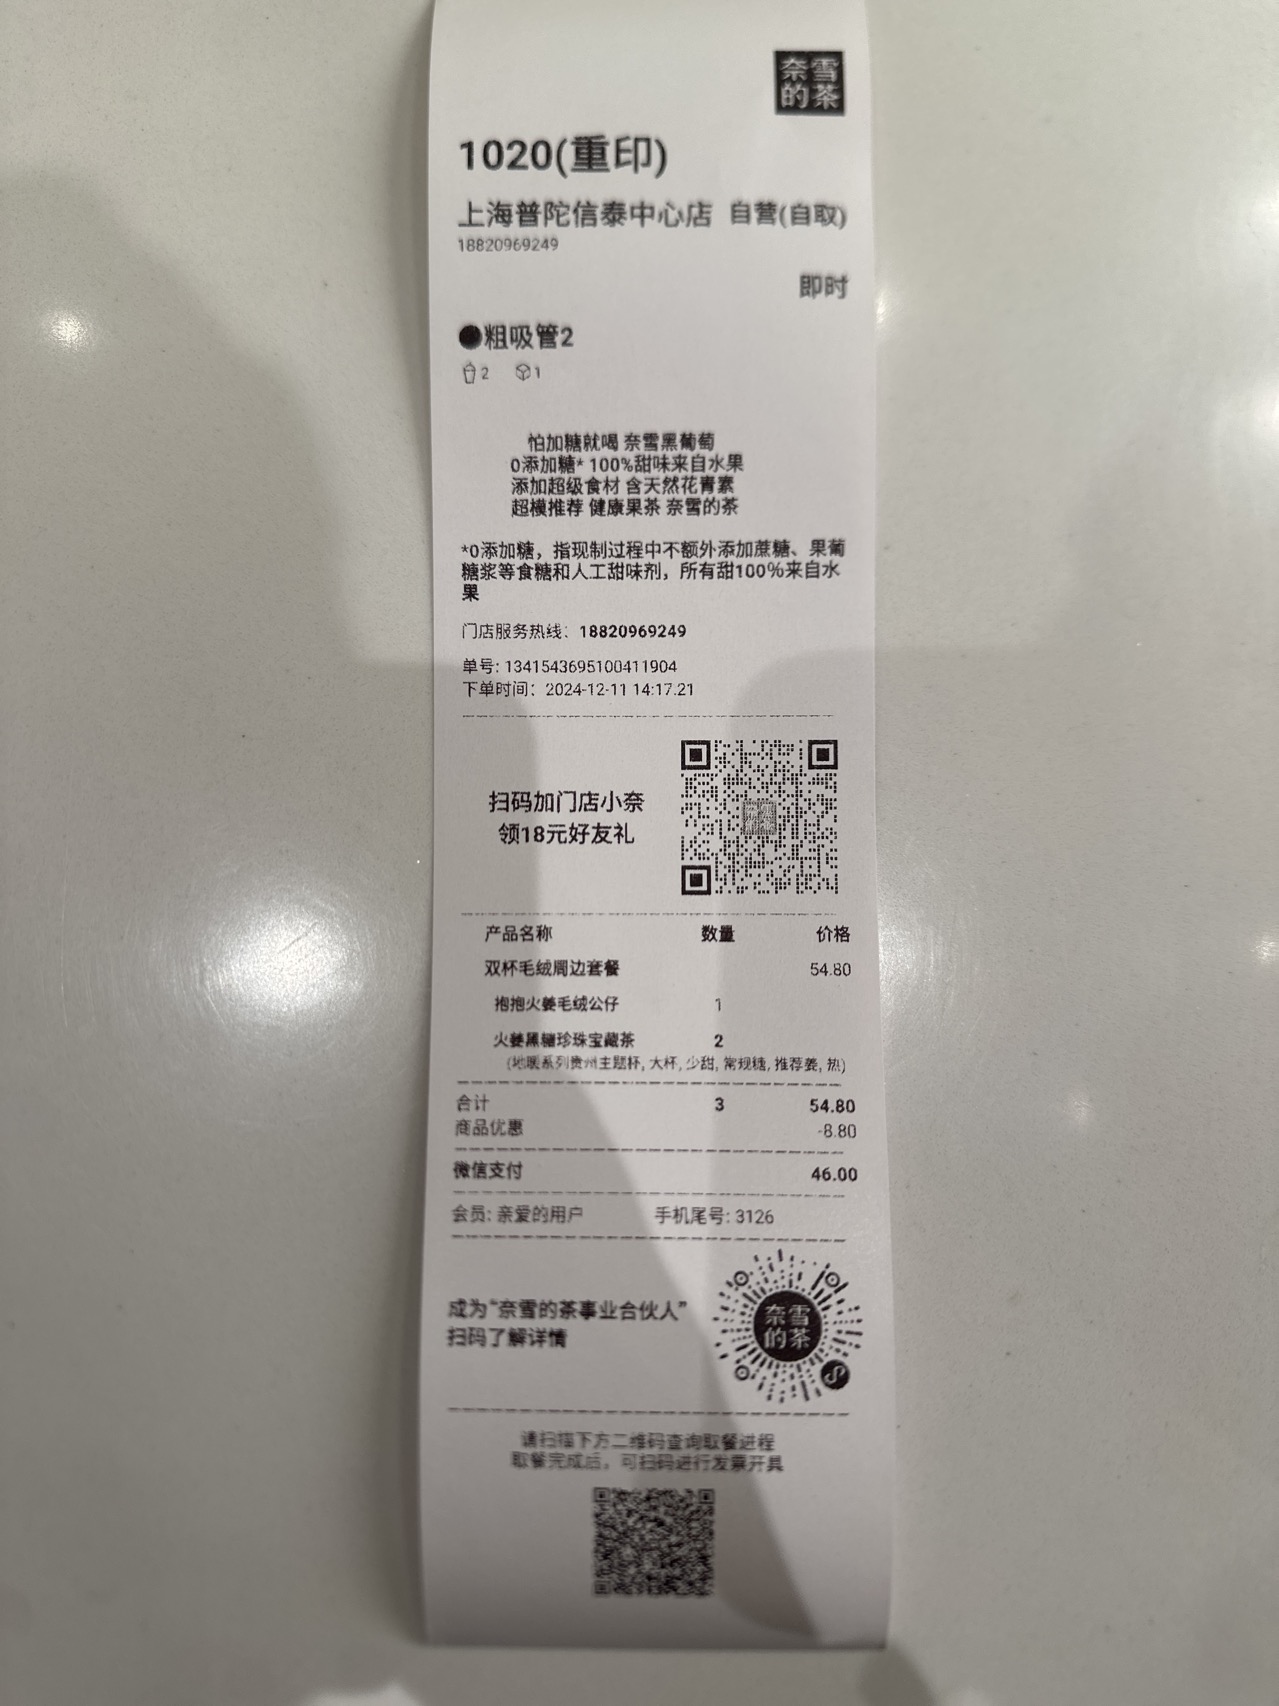 奈雪
的茶
1020(重印)
上海普陀信泰中心店 自营(自取)
18820969249
即时
●粗吸管2
2 1
怕加糖就喝 奈雪黑葡萄
0添加糖* 100%甜味来自水果
添加超级食材 含天然花青素
超模推荐 健康果茶 奈雪的茶
*0添加糖，指现制过程中不额外添加蔗糖、果葡
糖浆等食糖和人工甜味剂，所有甜100%来自水
果
门店服务热线：18820969249
单号: 1341543695100411904
下单时间：2024-12-11 14:17:21
扫码加门店小奈
领18元好友礼
产品名称 数量 价格
双杯毛绒周边套餐 54.80
抱抱火姜毛绒公仔 1
火姜黑糖珍珠宝藏茶 2
(地暖系列贵州主题杯, 大杯, 少甜, 常规糖, 推荐姜, 热)
合计 3 54.80
商品优惠 -8.80
微信支付 46.00
会员: 亲爱的用户 手机尾号: 3126
成为“奈雪的茶事业合伙人”
扫码了解详情
奈雪
的茶
请扫描下方二维码查询取餐进程
取餐完成后，可扫码进行发票开具